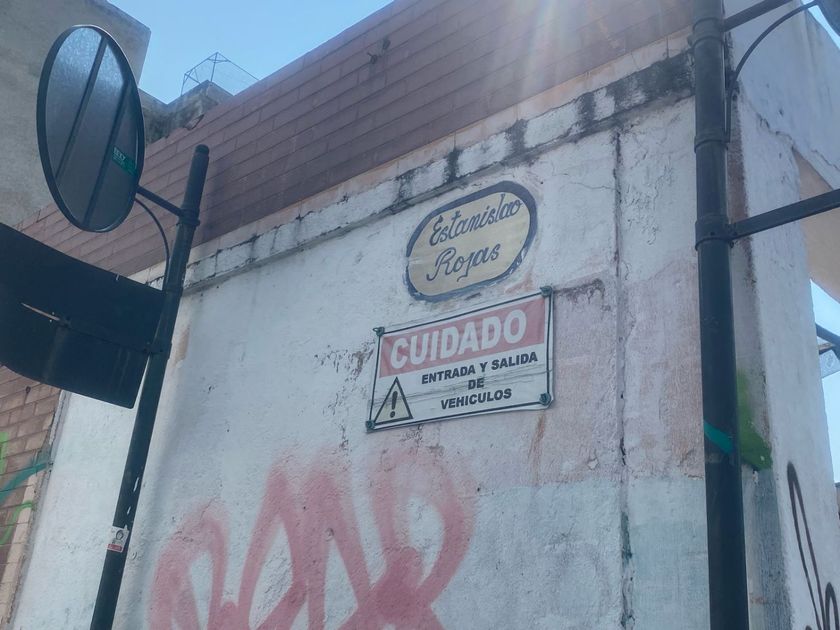 Estanislao
Rojas
CUIDADO
ENTRADA Y SALIDA
DE
VEHICULOS